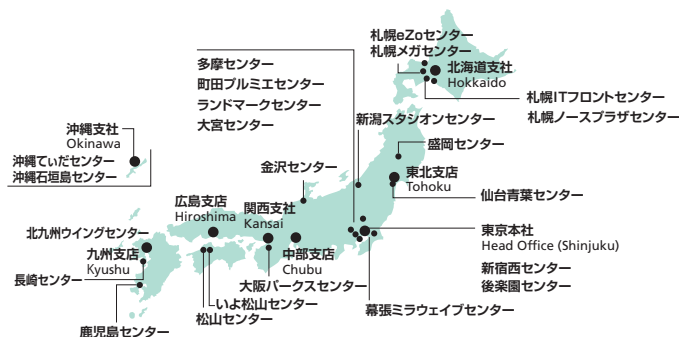 札幌eZoセンター
札幌メガセンター
北海道支社
Hokkaido
札幌ITフロントセンター
札幌ノースプラザセンター
多摩センター
町田プルミエセンター
ランドマークセンター
大宮センター
新潟スタシオンセンター
盛岡センター
沖縄支社
Okinawa
沖縄てぃだセンター
沖縄石垣島センター
金沢センター
東北支店
Tohoku
仙台青葉センター
広島支店
Hiroshima
関西支社
Kansai
東京本社
Head Office (Shinjuku)
新宿西センター
後楽園センター
北九州ウイングセンター
九州支店
Kyushu
中部支店
Chubu
長崎センター
大阪パークスセンター
いよ松山センター
松山センター
幕張ミラウェイブセンター
鹿児島センター